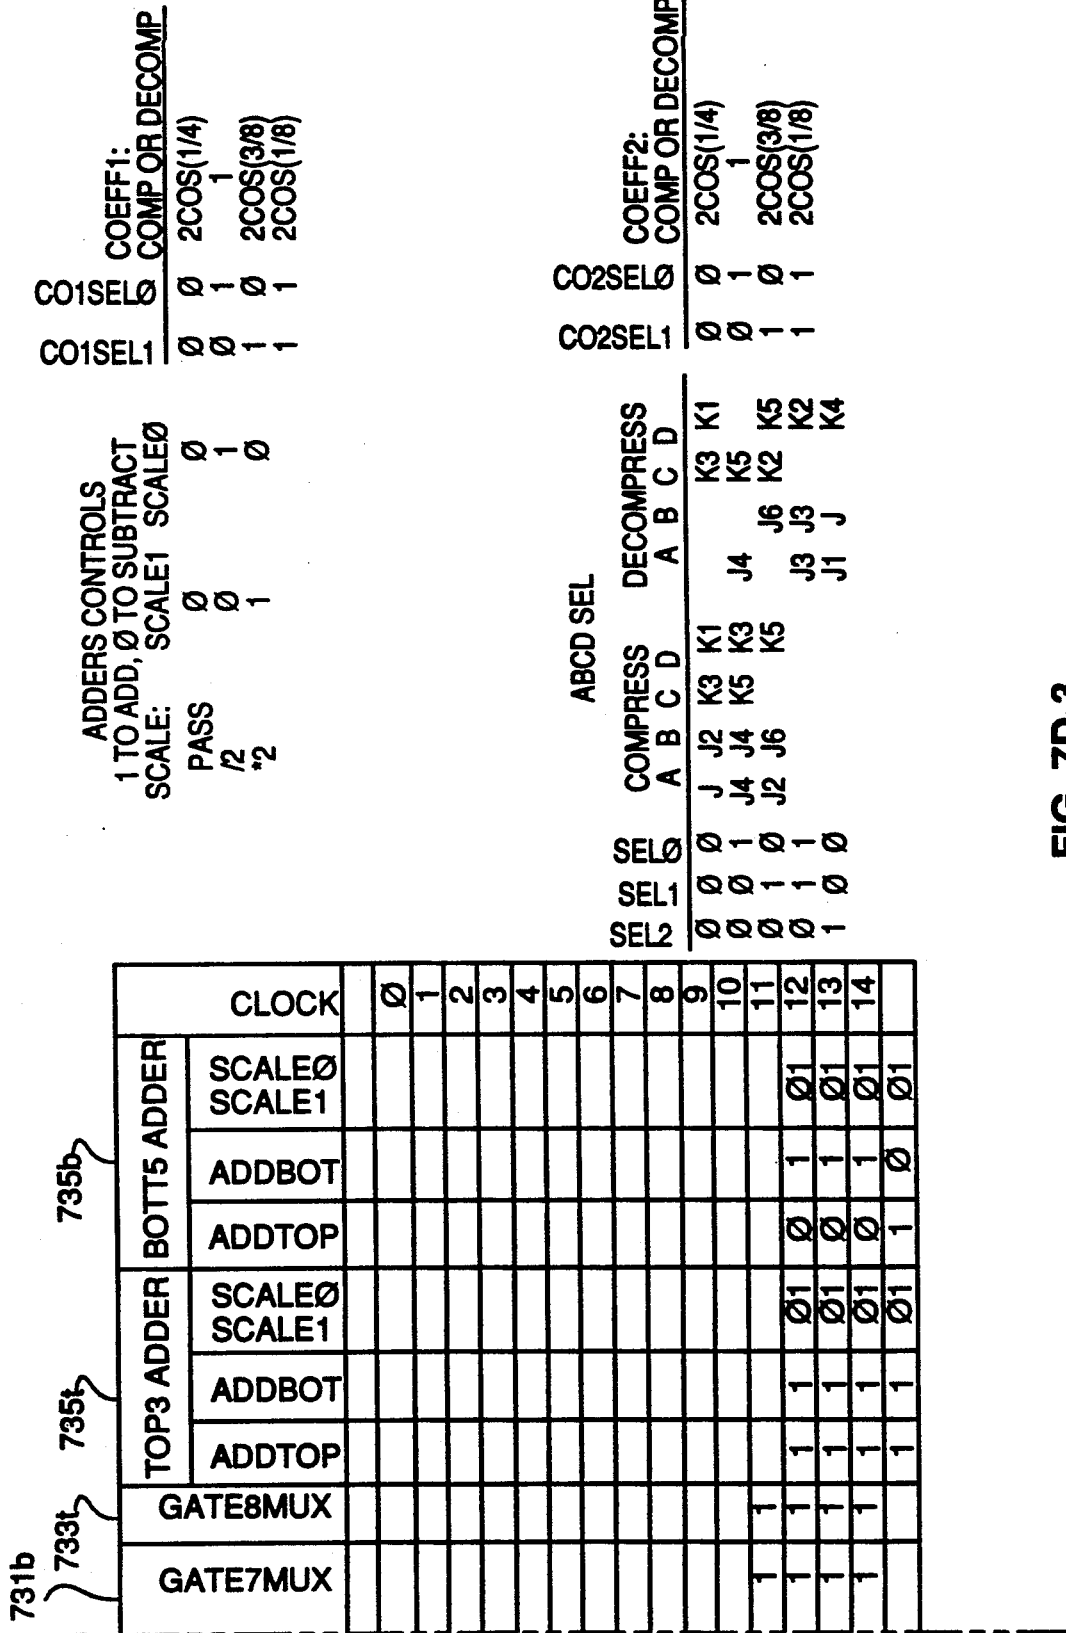 731b
733t
735t
735b
GATE7MUX
GATE8MUX
TOP3 ADDER
ADDTOP
ADDBOT
SCALEØ
SCALE1
BOTT5 ADDER
ADDTOP
ADDBOT
SCALEØ
SCALE1
CLOCK
Ø
1
2
3
4
5
6
7
8
9
10
1 1 11
1 1 1 1 Ø1 Ø 1 Ø1 12
1 1 1 1 Ø1 Ø 1 Ø1 13
1 1 1 1 Ø1 Ø 1 Ø1 14
1 1 Ø1 1 Ø Ø1
ADDERS CONTROLS
1 TO ADD, Ø TO SUBTRACT
SCALE: SCALE1 SCALEØ
PASS Ø Ø
/2 Ø 1
*2 1 Ø
COEFF1:
CO1SEL1 CO1SELØ COMP OR DECOMP
Ø Ø 2COS(1/4)
Ø 1 1
1 Ø 2COS(3/8)
1 1 2COS(1/8)
ABCD SEL
COMPRESS DECOMPRESS
SEL2 SEL1 SELØ A B C D A B C D
Ø Ø Ø J J2 K3 K1 K3 K1
Ø Ø 1 J4 J4 K5 K3 J4 K5
Ø 1 Ø J2 J6 K5 J6 K2 K5
Ø 1 1 J3 J3 K2
1 Ø Ø J1 J K4
COEFF2:
CO2SEL1 CO2SELØ COMP OR DECOMP
Ø Ø 2COS(1/4)
Ø 1 1
1 Ø 2COS(3/8)
1 1 2COS(1/8)
FIG.